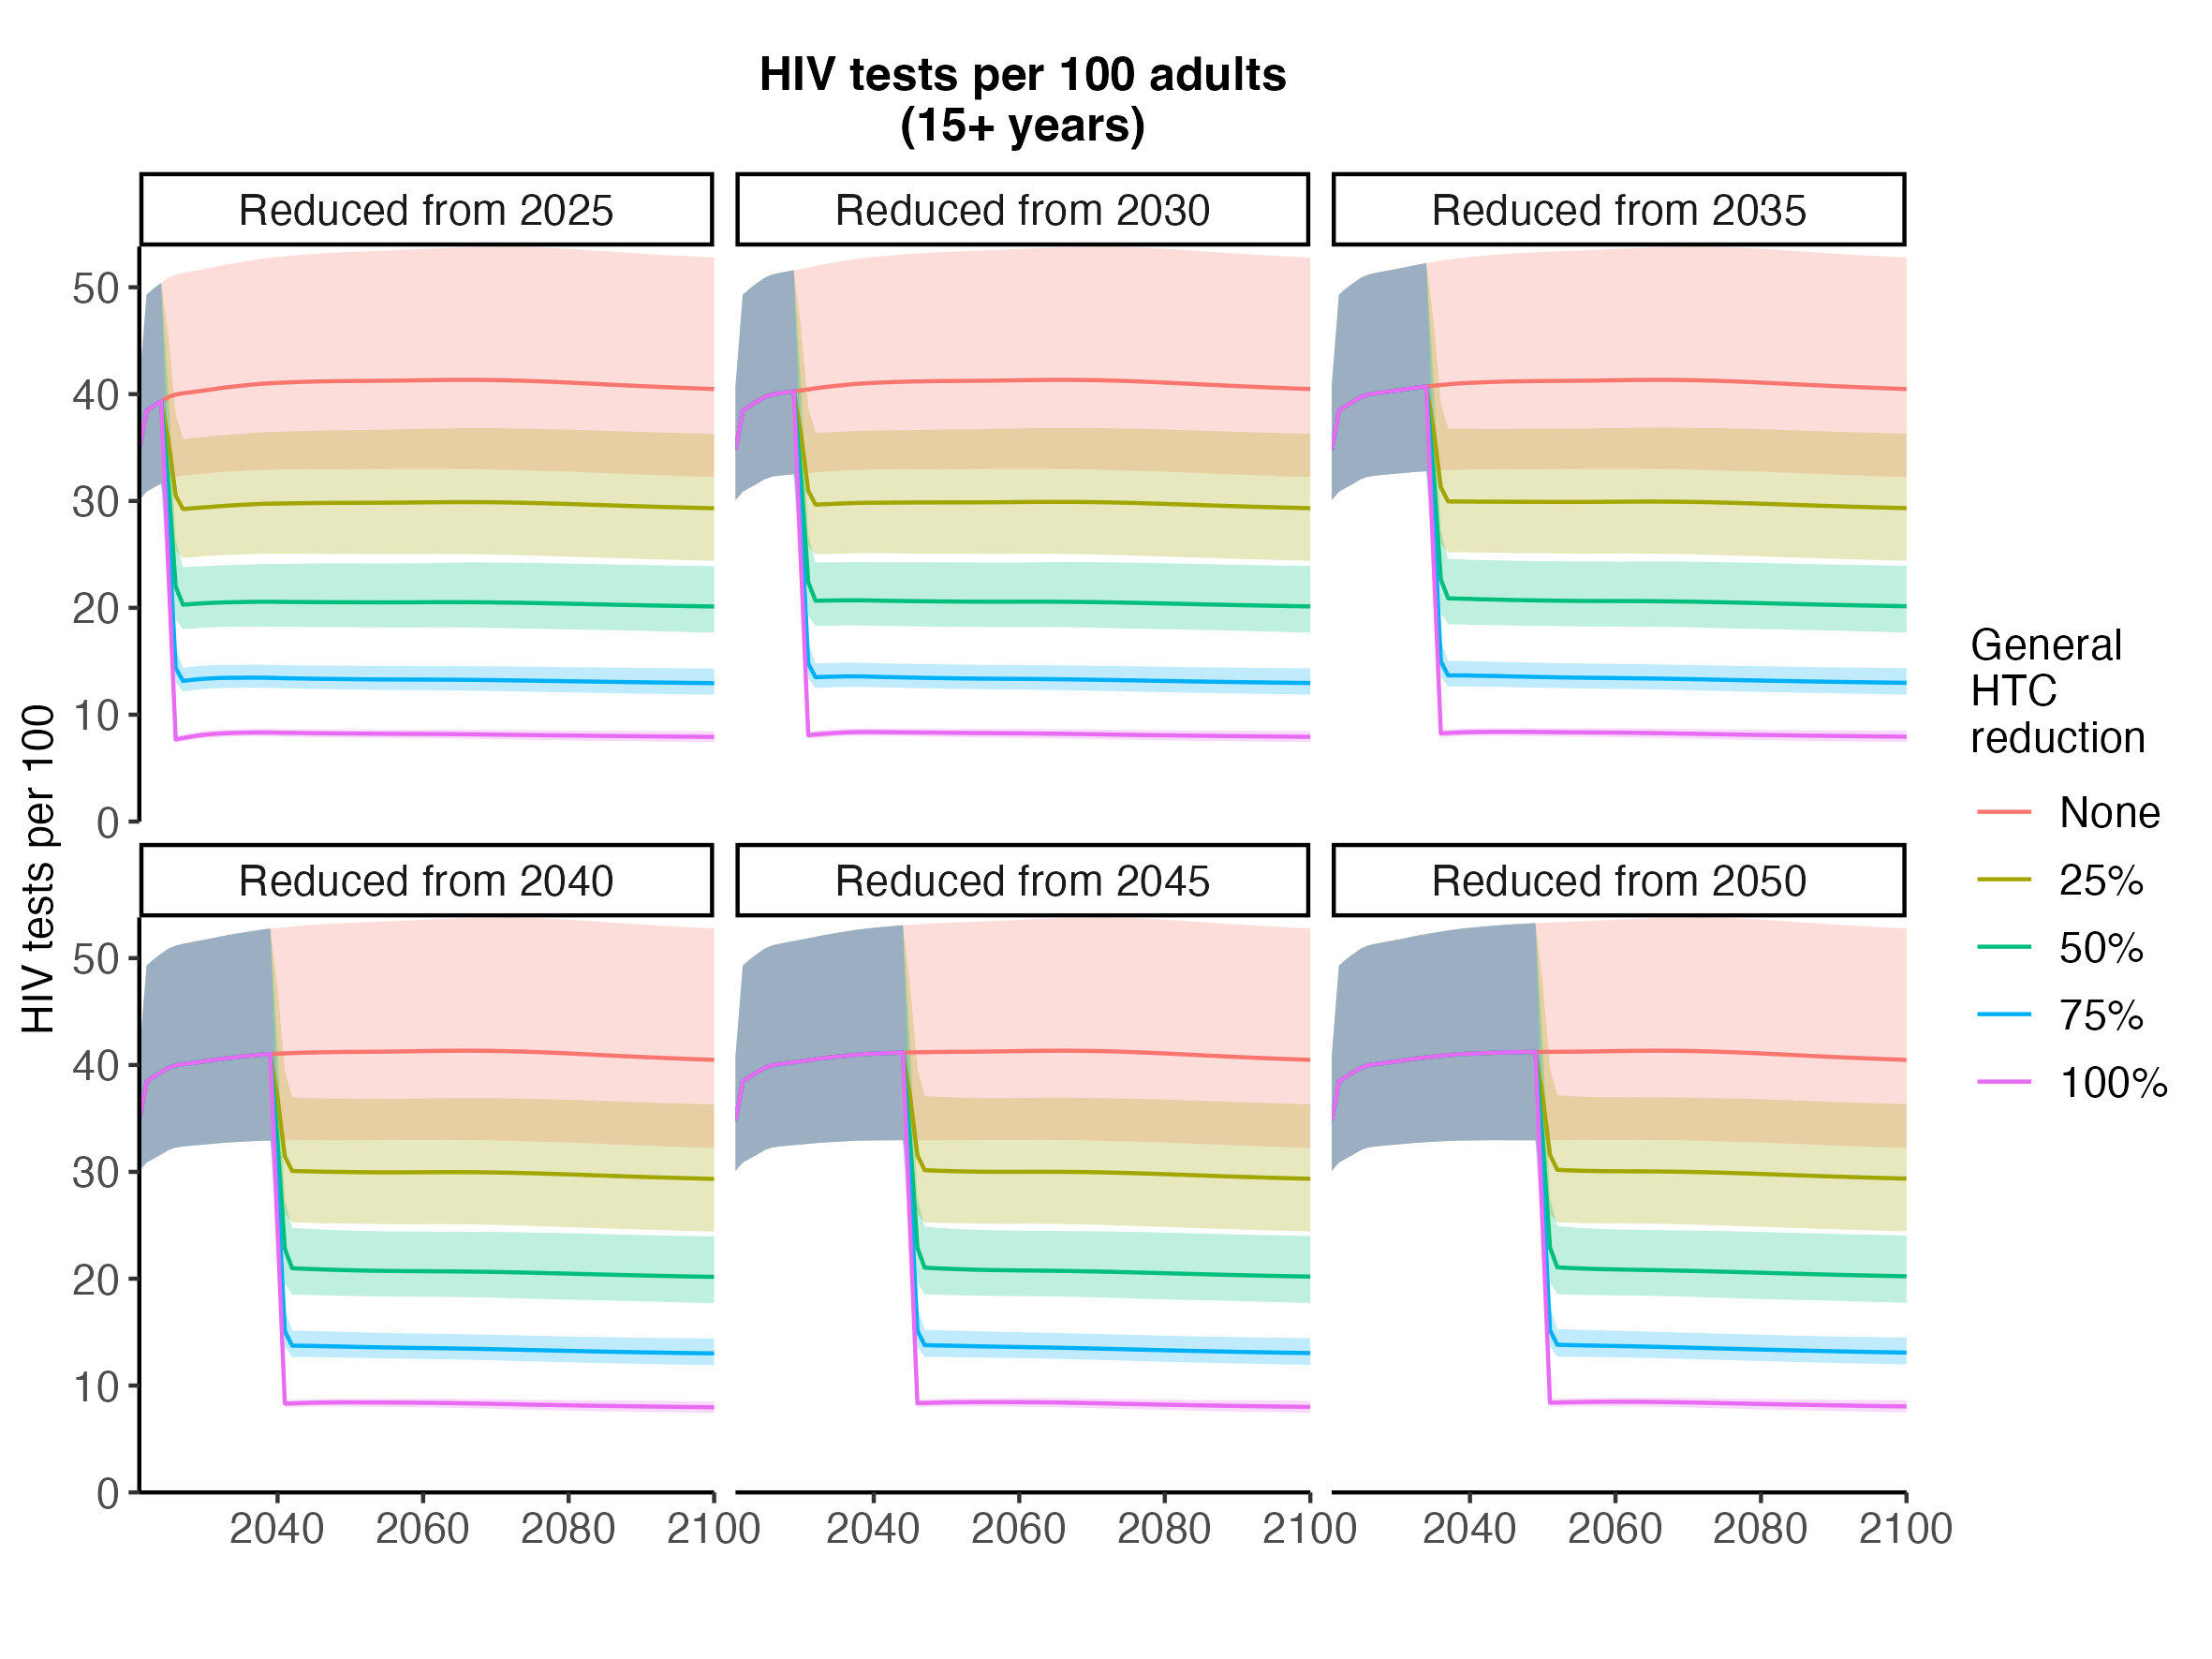 HIV tests per 100 adults
(15+ years)
Reduced from 2025
Reduced from 2030
Reduced from 2035
50
40
30
20
10
0
Reduced from 2040
Reduced from 2045
Reduced from 2050
50
40
30
20
10
0
2040
2060
2080
2100
2040
2060
2080
2100
2040
2060
2080
2100
HIV tests per 100
General
HTC
reduction
None
25%
50%
75%
100%